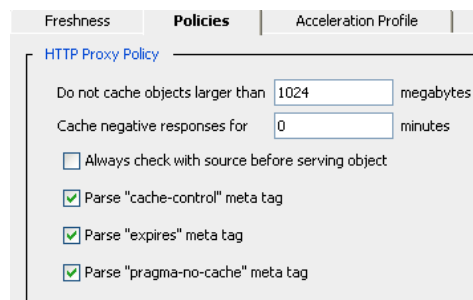 Freshness Policies Acceleration Profile
HTTP Proxy Policy
Do not cache objects larger than 1024 megabytes
Cache negative responses for 0 minutes
Always check with source before serving object
Parse "cache-control" meta tag
Parse "expires" meta tag
Parse "pragma-no-cache" meta tag